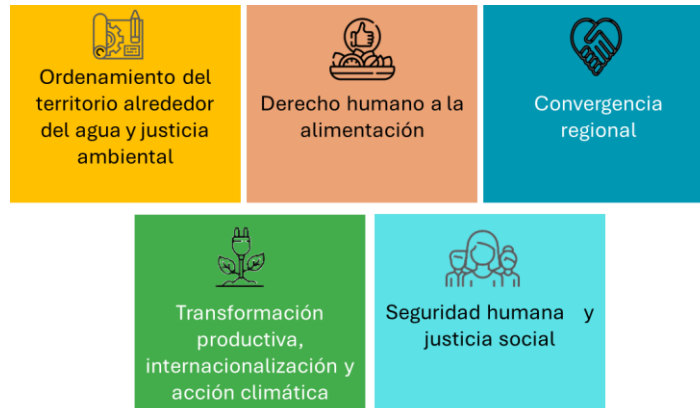 Ordenamiento del
territorio alrededor
del agua y justicia
ambiental
Derecho humano a la
alimentación
Convergencia
regional
Transformación
productiva,
internacionalización y
acción climática
Seguridad humana y
justicia social